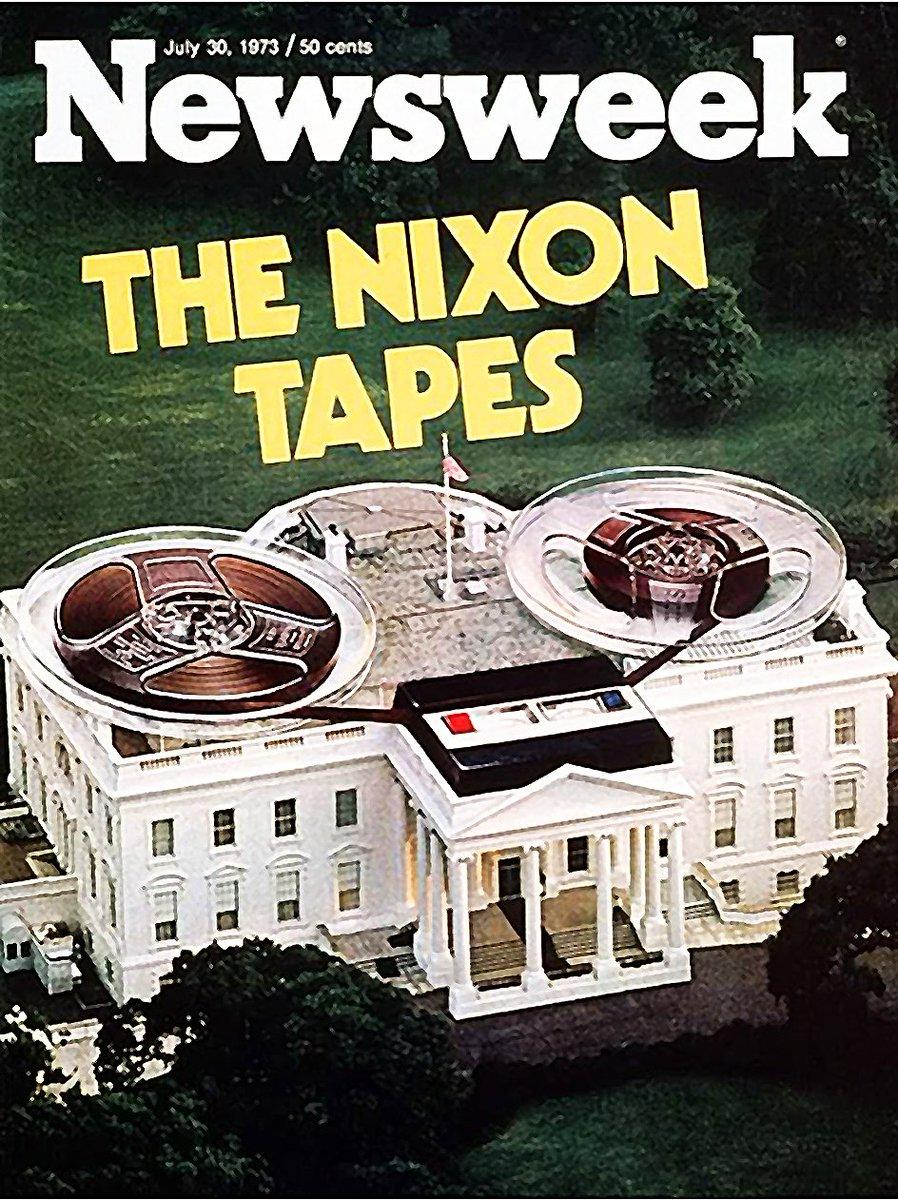 July 30, 1973 / 50 cents
Newsweek
THE NIXON
TAPES